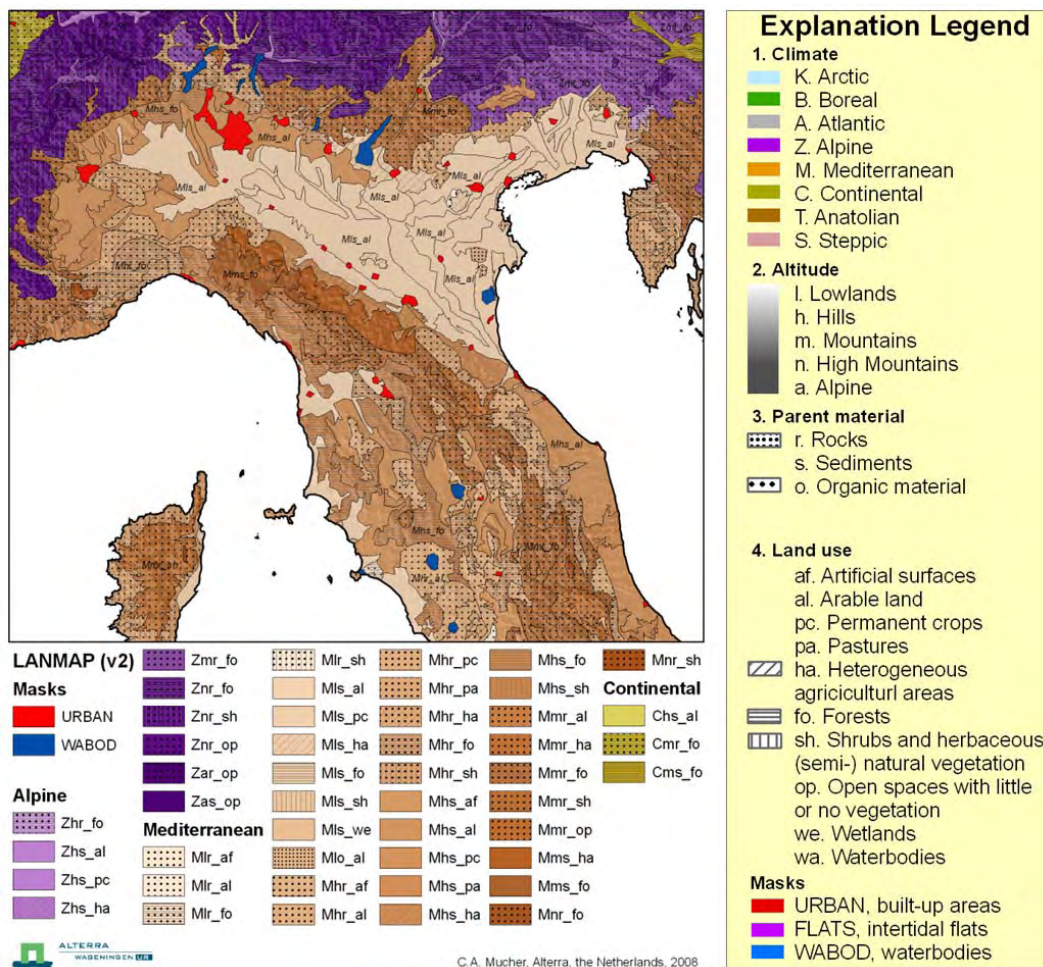 Zmr_fo
Mhs_fo
Mmr_fo
Mhs_al
Mls_al
Mls_al
Mls_al
Mls_al
Mls_al
Mms_fo
Mhs_al
Mhs_fo
Mhr_al
LANMAP (v2)
Masks
URBAN
WABOD
Alpine
Zhr_fo
Zhs_al
Zhs_pc
Zhs_ha
Zmr_fo
Znr_fo
Znr_sh
Znr_op
Zar_op
Zas_op
Mediterranean
Mlr_af
Mlr_al
Mlr_fo
Mlr_sh
Mls_al
Mls_pc
Mls_ha
Mls_fo
Mls_sh
Mls_we
Mlo_al
Mhr_af
Mhr_al
Mhr_pc
Mhr_pa
Mhr_ha
Mhr_fo
Mhr_sh
Mhs_af
Mhs_al
Mhs_pc
Mhs_pa
Mhs_ha
Mhs_fo
Mhs_sh
Mmr_al
Mmr_ha
Mmr_fo
Mmr_sh
Mmr_op
Mms_ha
Mms_fo
Mnr_fo
Mnr_sh
Continental
Chs_al
Cmr_fo
Cms_fo
ALTERRA
WAGENINGEN UR
C.A. Mucher, Alterra, the Netherlands, 2008
Explanation Legend
1. Climate
K. Arctic
B. Boreal
A. Atlantic
Z. Alpine
M. Mediterranean
C. Continental
T. Anatolian
S. Steppic
2. Altitude
l. Lowlands
h. Hills
m. Mountains
n. High Mountains
a. Alpine
3. Parent material
r. Rocks
s. Sediments
o. Organic material
4. Land use
af. Artificial surfaces
al. Arable land
pc. Permanent crops
pa. Pastures
ha. Heterogeneous
agriciculturl areas
fo. Forests
sh. Shrubs and herbaceous
(semi-) natural vegetation
op. Open spaces with little
or no vegetation
we. Wetlands
wa. Waterbodies
Masks
URBAN, built-up areas
FLATS, intertidal flats
WABOD, waterbodies